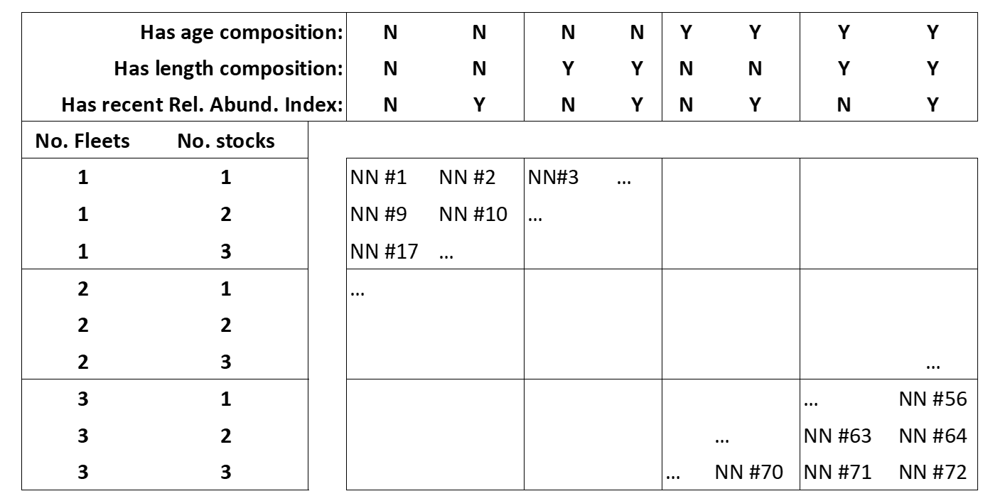 Has age composition: N N N N Y Y Y Y
Has length composition: N N Y Y N N Y Y
Has recent Rel. Abund. Index: N Y N Y N Y N Y
No. Fleets No. stocks
1 1 NN #1 NN #2 NN#3 ...
1 2 NN #9 NN #10 ...
1 3 NN #17 ...
2 1 ...
2 2
2 3 ...
3 1 ... NN #56
3 2 ... NN #63 NN #64
3 3 ... NN #70 NN #71 NN #72